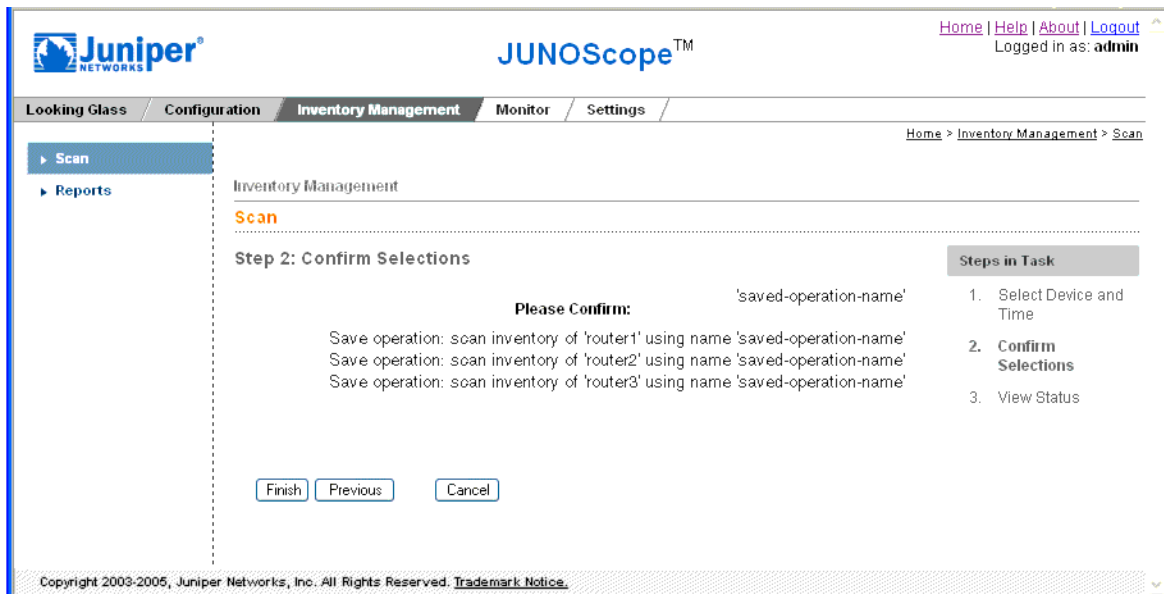 Juniper®
NETWORKS
JUNOScope™
Home | Help | About | Logout
Logged in as: admin
Looking Glass / Configuration / Inventory Management / Monitor / Settings /
Home > Inventory Management > Scan
Scan
Reports
Inventory Management
Scan
Step 2: Confirm Selections
'saved-operation-name'
Please Confirm:
Save operation: scan inventory of 'router1' using name 'saved-operation-name'
Save operation: scan inventory of 'router2' using name 'saved-operation-name'
Save operation: scan inventory of 'router3' using name 'saved-operation-name'
Steps in Task
1. Select Device and
Time
2. Confirm
Selections
3. View Status
Finish Previous Cancel
Copyright 2003-2005, Juniper Networks, Inc. All Rights Reserved. Trademark Notice.